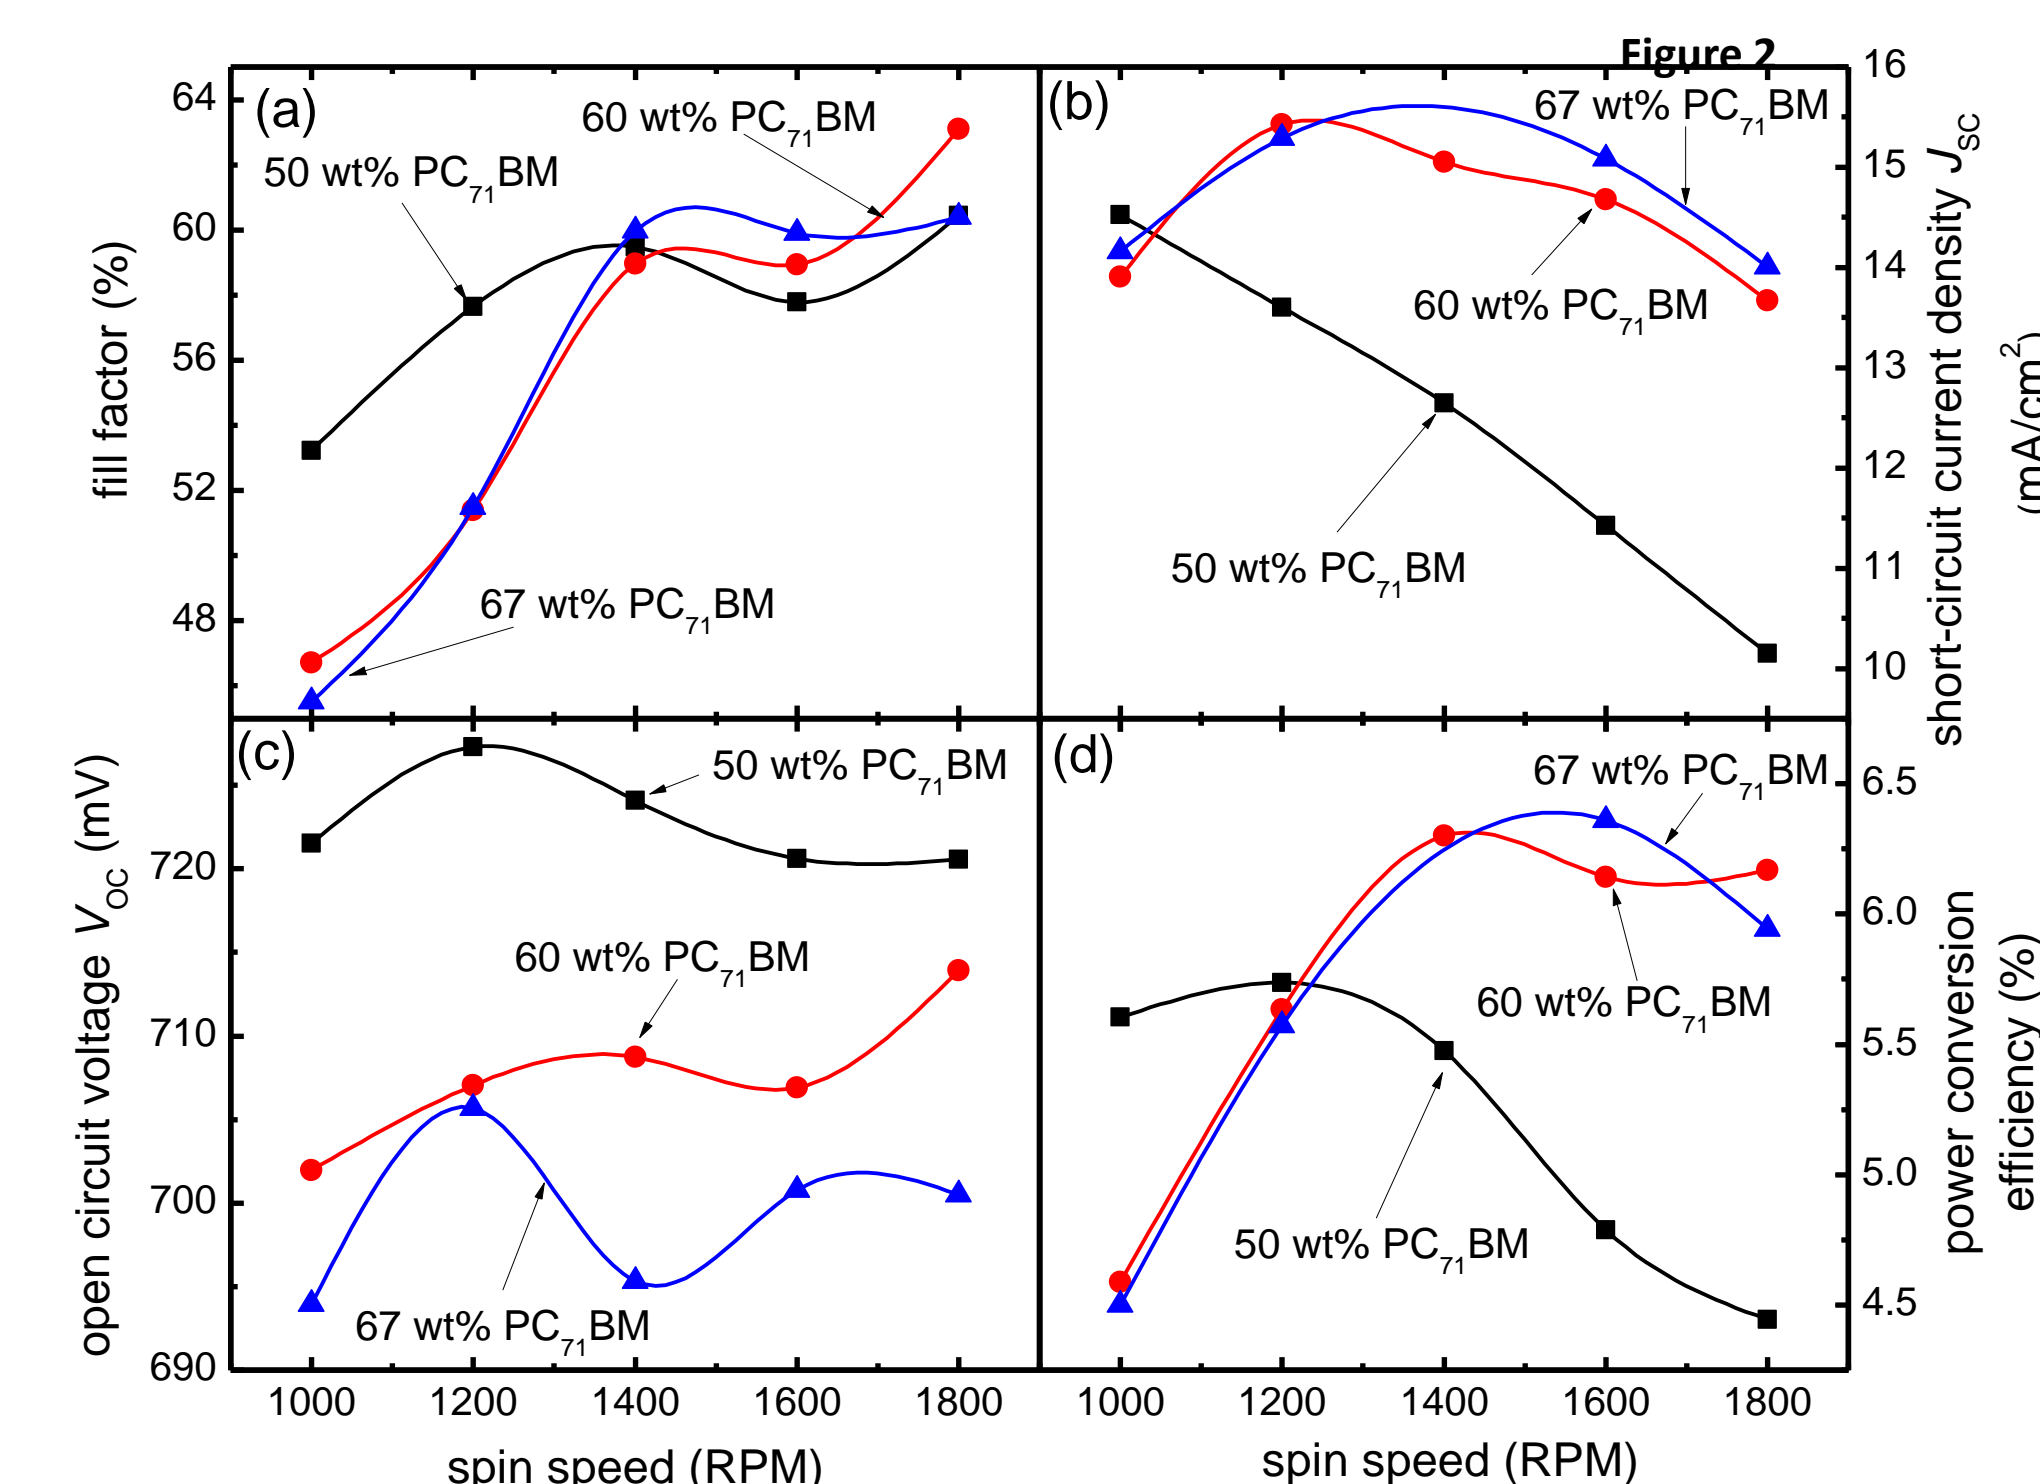 Figure 2
(a)
60 wt% PC71BM
50 wt% PC71BM
67 wt% PC71BM
64
60
56
52
48
fill factor (%)
(b)
67 wt% PC71BM
60 wt% PC71BM
50 wt% PC71BM
16
15
14
13
12
11
10
short-circuit current density JSC
(mA/cm2)
(c)
50 wt% PC71BM
60 wt% PC71BM
67 wt% PC71BM
720
710
700
690
open circuit voltage VOC (mV)
1000 1200 1400 1600 1800
spin speed (RPM)
(d)
67 wt% PC71BM
60 wt% PC71BM
50 wt% PC71BM
6.5
6.0
5.5
5.0
4.5
power conversion
efficiency (%)
1000 1200 1400 1600 1800
spin speed (RPM)